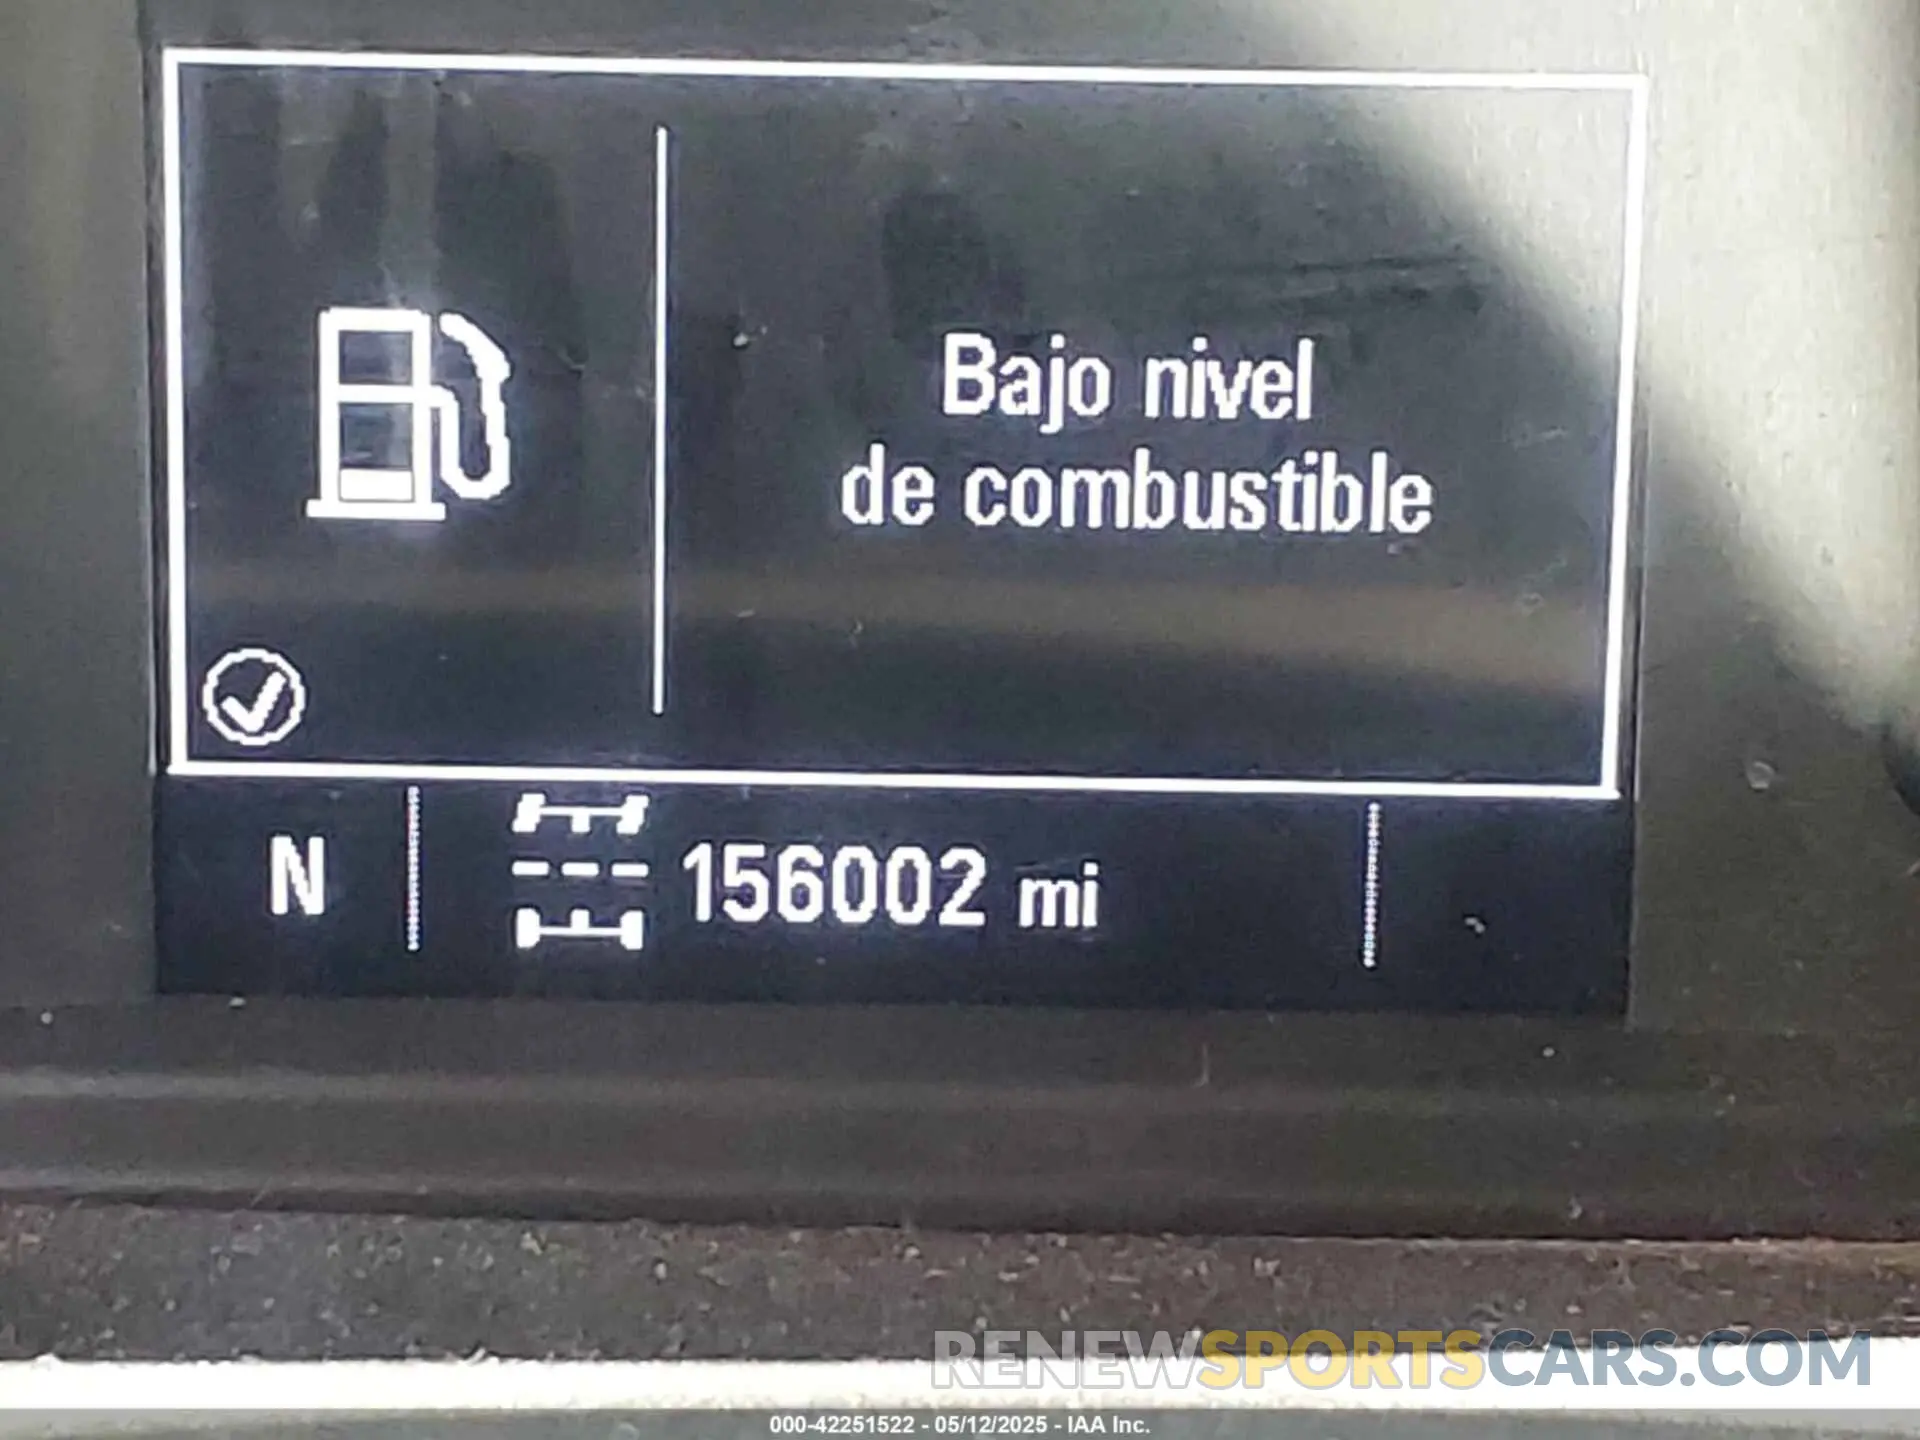 Bajo nivel
de combustible
N 156002 mi
RENEWSPORTSCARS.COM
000-42251522 - 05/12/2025 - IAA Inc.